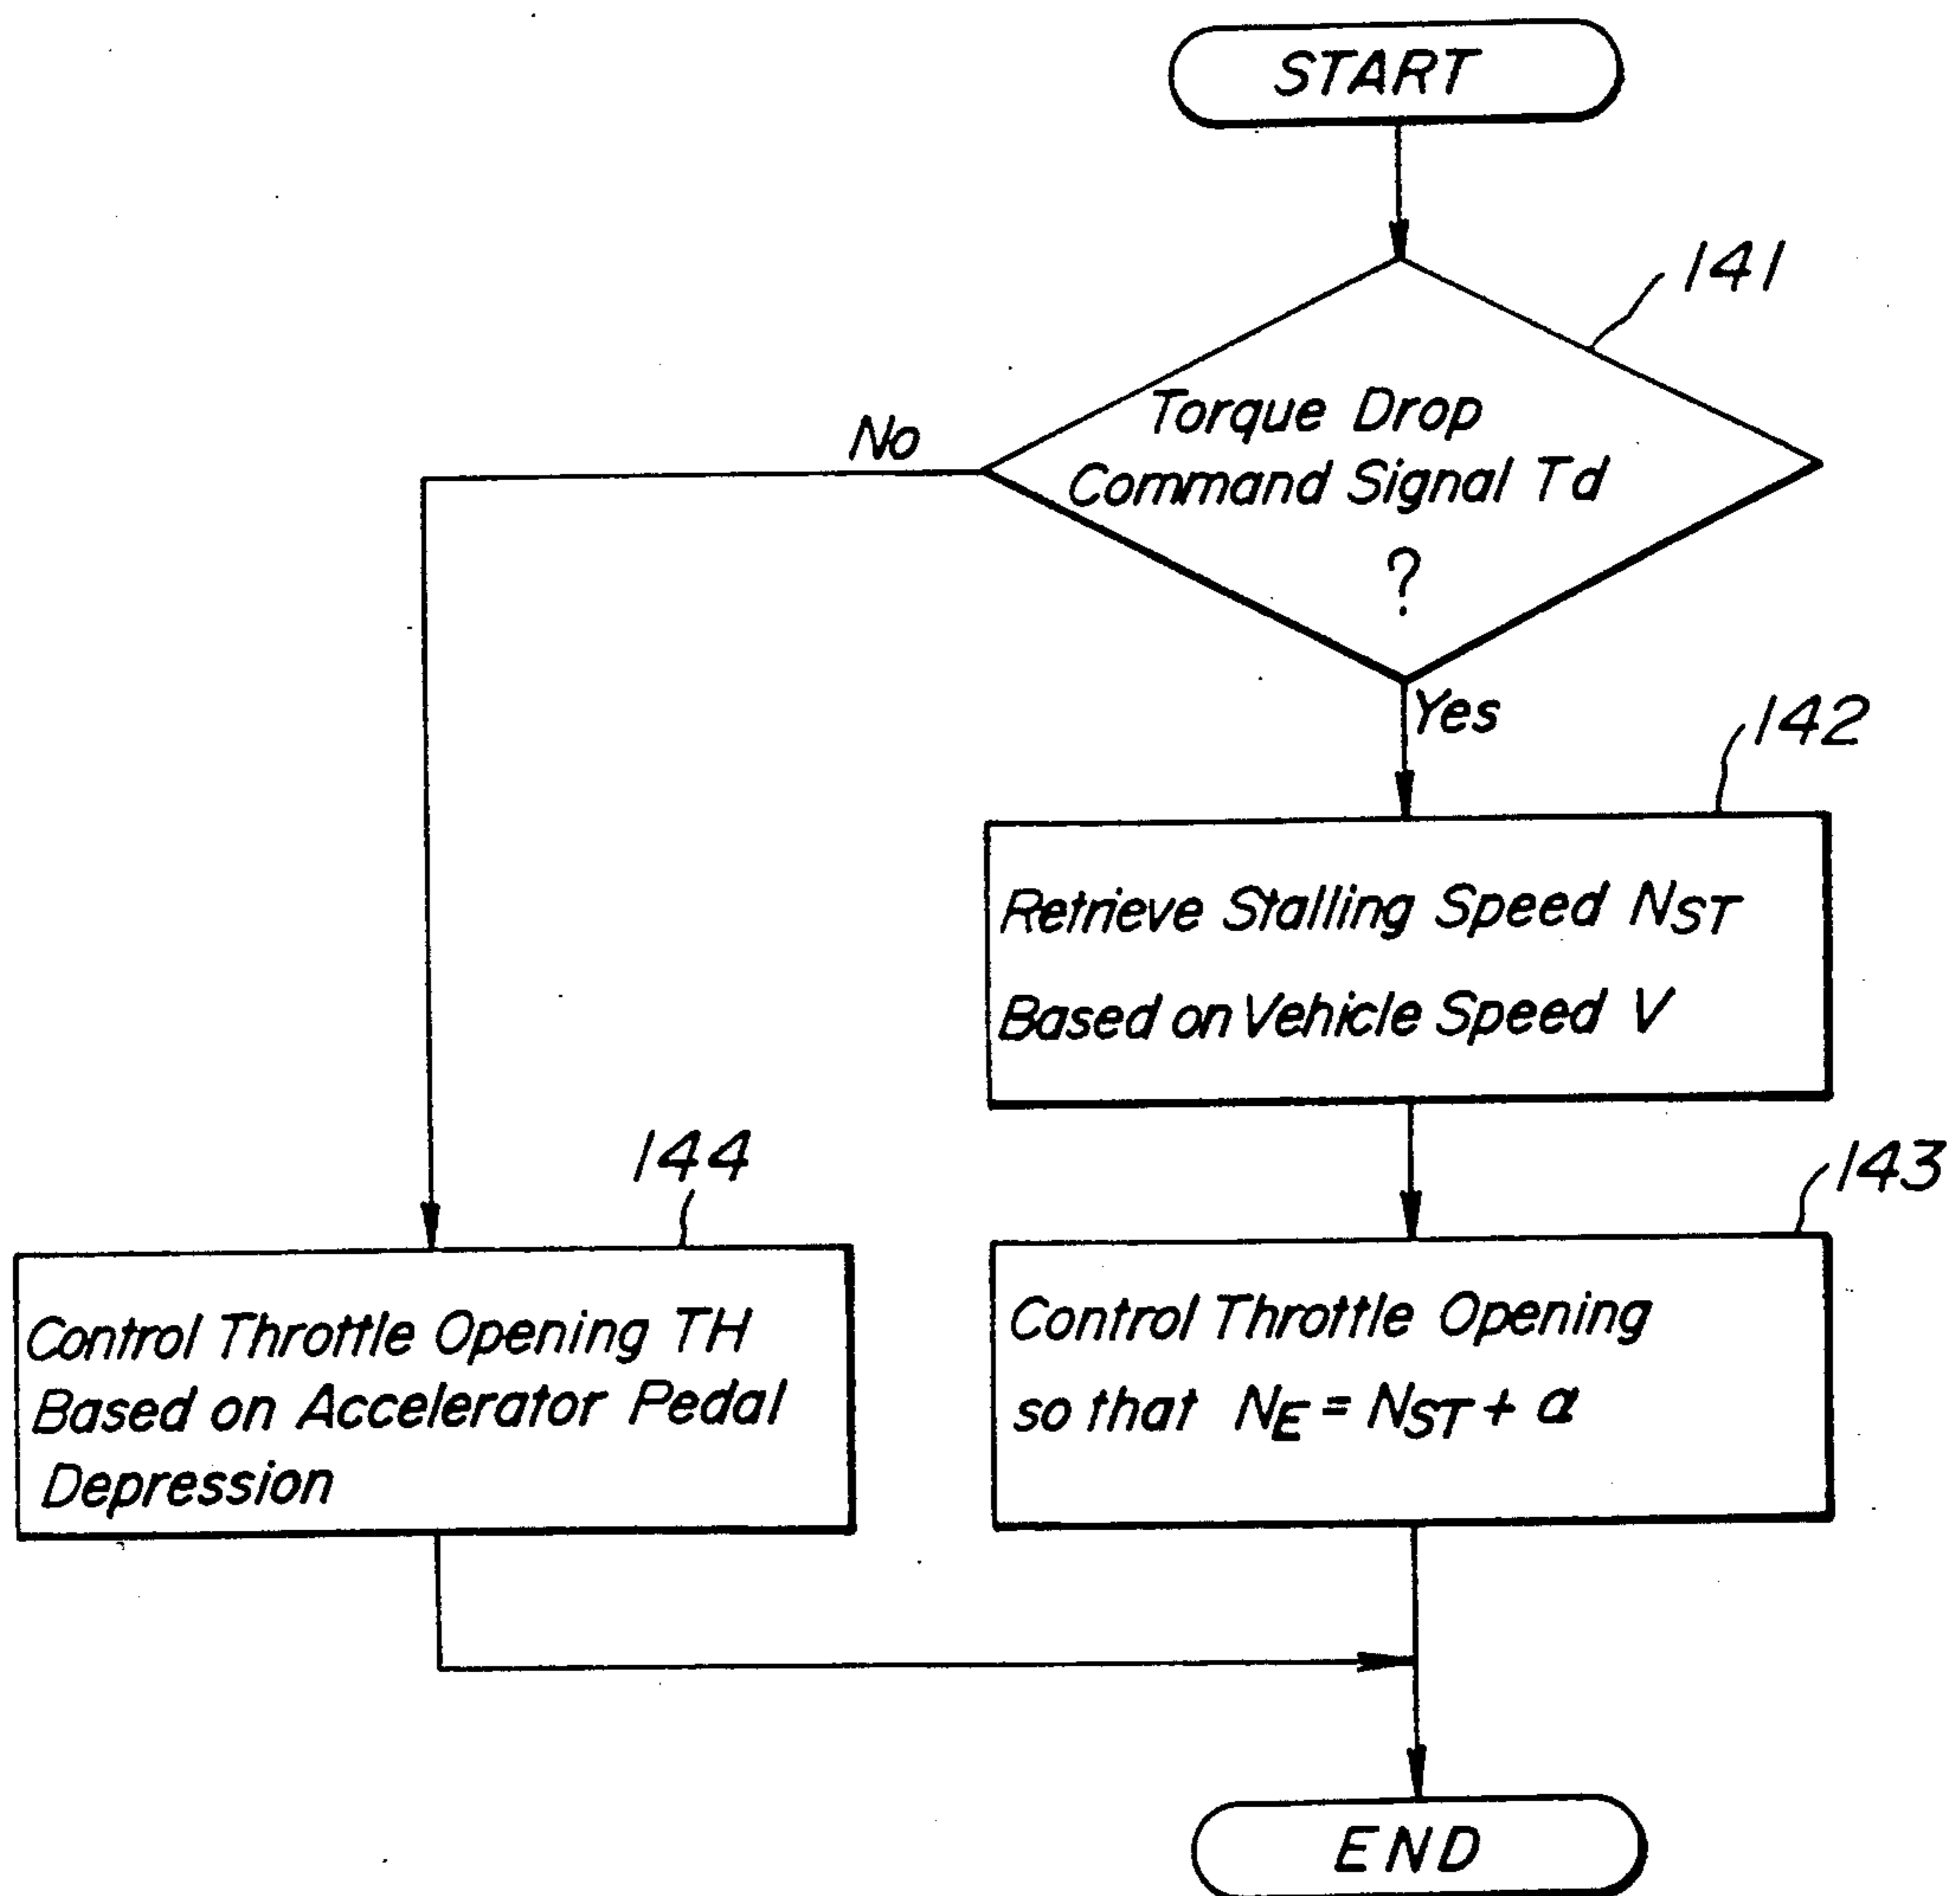 START
141
Torque Drop
Command Signal Td
?
No
Yes
142
Retrieve Stalling Speed NST
Based on Vehicle Speed V
144
143
Control Throttle Opening TH
Based on Accelerator Pedal
Depression
Control Throttle Opening
so that NE = NST + α
END